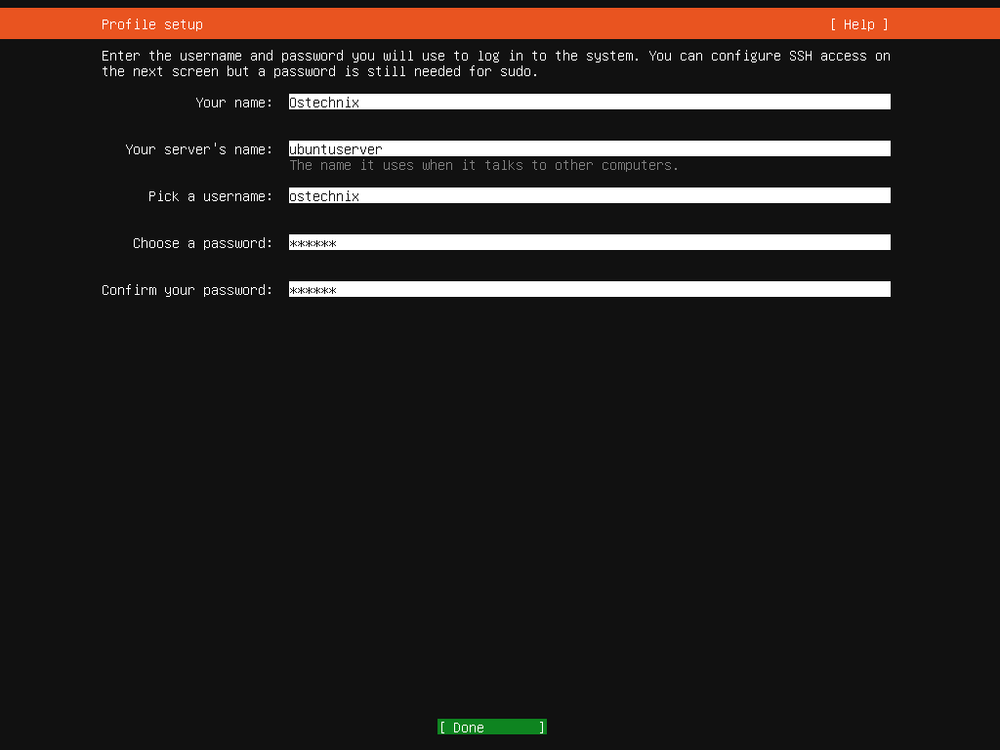 Profile setup [ Help ]
Enter the username and password you will use to log in to the system. You can configure SSH access on
the next screen but a password is still needed for sudo.
Your name: Ostechnix
Your server's name: ubuntuserver
The name it uses when it talks to other computers.
Pick a username: ostechnix
Choose a password: ******
Confirm your password: ******
[ Done ]